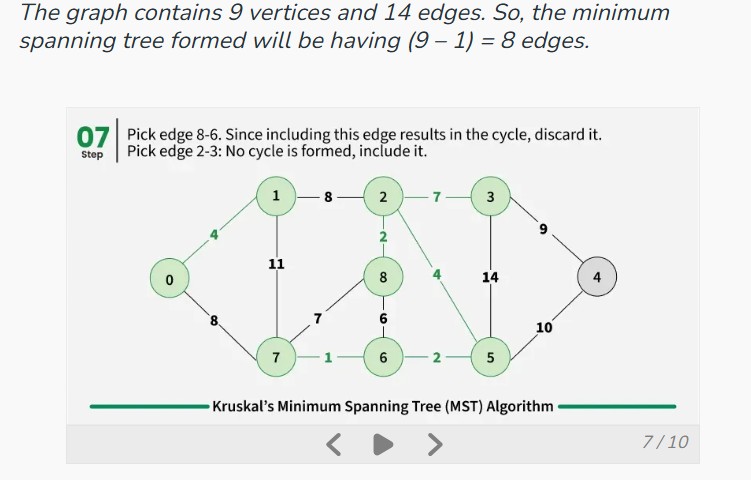 The graph contains 9 vertices and 14 edges. So, the minimum
spanning tree formed will be having (9 – 1) = 8 edges.
07
Step
Pick edge 8-6. Since including this edge results in the cycle, discard it.
Pick edge 2-3: No cycle is formed, include it.
1 8 2 7 3
4 9
2
11
0 8 4 14 4
8 7 6 10
7 1 6 2 5
Kruskal's Minimum Spanning Tree (MST) Algorithm
7 / 10